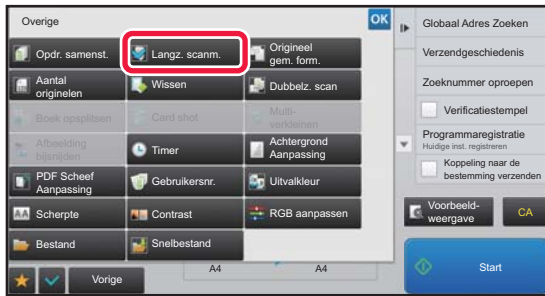 Overige
OK
Opdr. samenst.
Langz. scanm.
Origineel
gem. form.
Aantal
originelen
Wissen
Dubbelz. scan
Boek opsplitsen
Card shot
Multi-
verkleinen
Afbeelding
bijsnijden
Timer
Achtergrond
Aanpassing
PDF Scheef
Aanpassing
Gebruikersnr.
Uitvalkleur
AA Scherpte
Contrast
RGB aanpassen
Bestand
Snelbestand
Vorige
A4
A4
Globaal Adres Zoeken
Verzendgeschiedenis
Zoeknummer oproepen
Verificatiestempel
Programmaregistratie
Huidige inst. registreren
Koppeling naar de
bestemming verzenden
Voorbeeld-
weergave
CA
Start